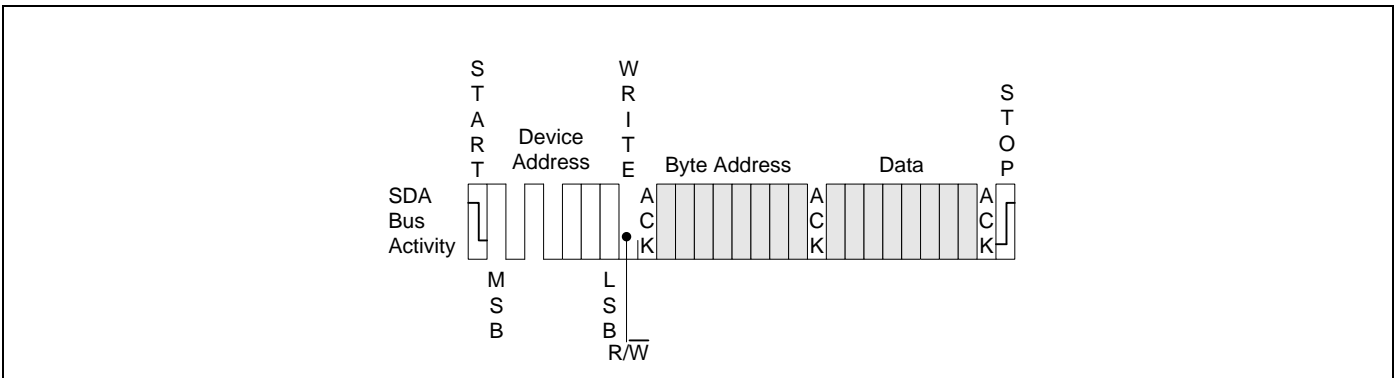 START
WRITE
STOP
Device
Address
Byte Address
Data
SDA
Bus
Activity
ACK
ACK
ACK
MSB
LSB
R/W̅